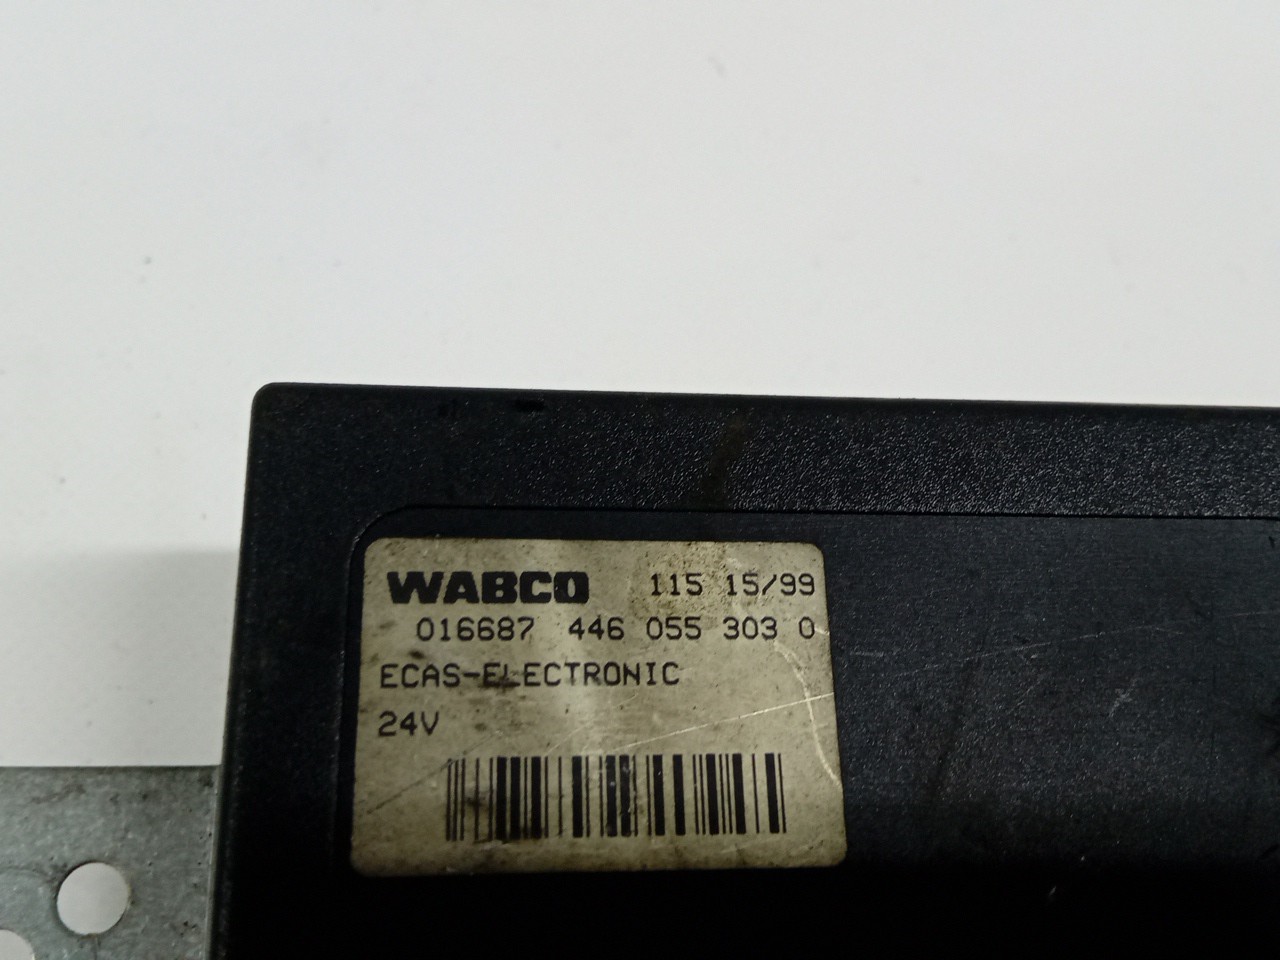 WABCO 115 15/99
016687 446 055 303 0
ECAS-ELECTRONIC
24V